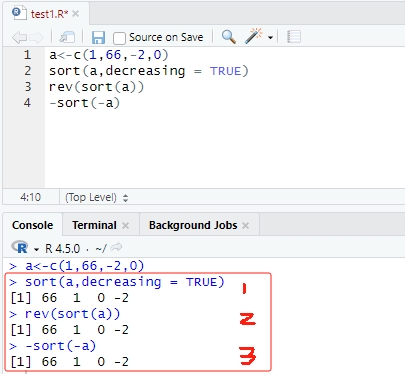 test1.R*
Source on Save
1 a<-c(1,66,-2,0)
2 sort(a,decreasing = TRUE)
3 rev(sort(a))
4 -sort(-a)
4:10 (Top Level)
Console Terminal Background Jobs
R R 4.5.0 · ~/
> a<-c(1,66,-2,0)
> sort(a,decreasing = TRUE) 1
[1] 66  1  0 -2
> rev(sort(a)) 2
[1] 66  1  0 -2
> -sort(-a) 3
[1] 66  1  0 -2